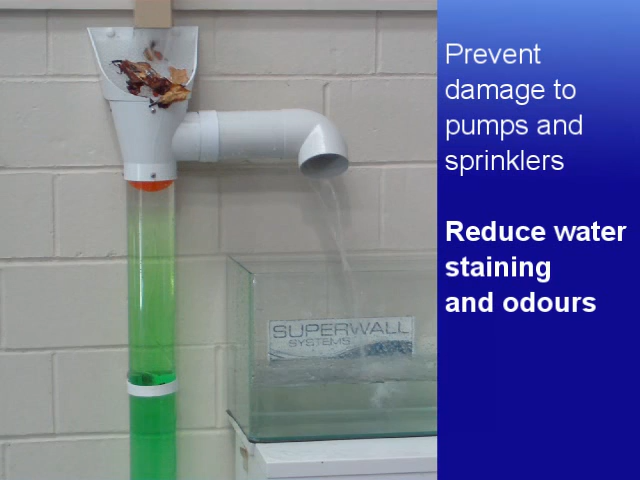 Prevent
damage to
pumps and
sprinklers
Reduce water
staining
and odours
SUPERWALL
SYSTEMS